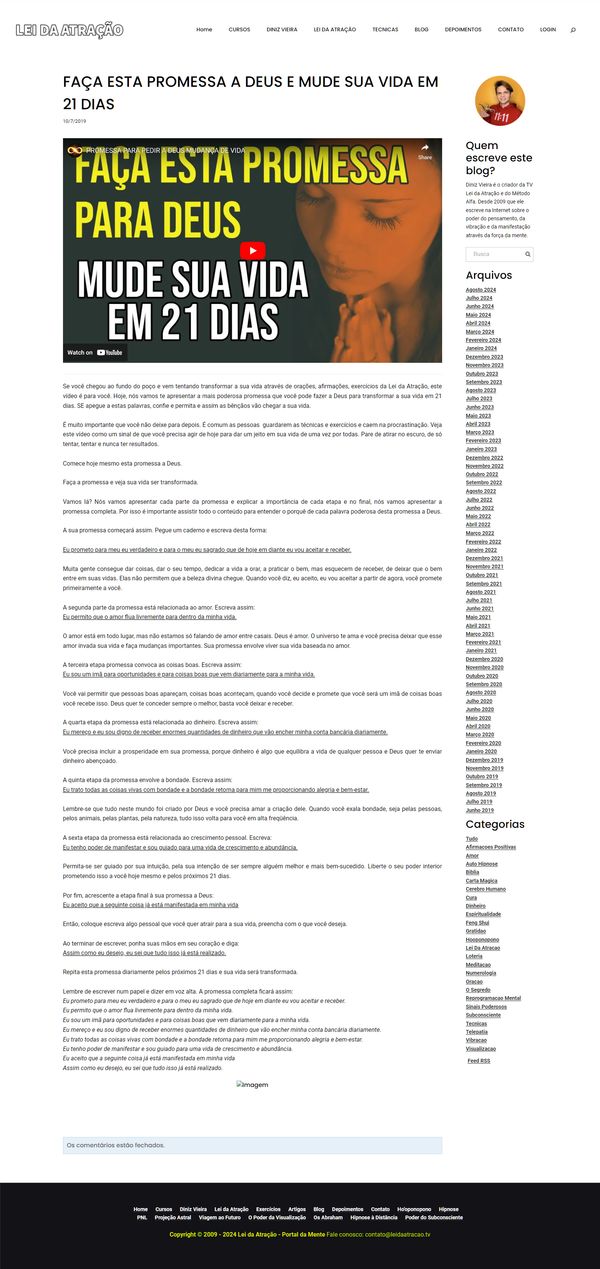 LEI DA ATRAÇÃO
Home CURSOS DINIZ VIEIRA LEI DA ATRAÇÃO TECNICAS BLOG DEPOIMENTOS CONTATO LOGIN
FAÇA ESTA PROMESSA A DEUS E MUDE SUA VIDA EM
21 DIAS
10/7/2019
PROMESSA PARA PEDIR A DEUS MUDANÇA DE VIDA
Share
FAÇA ESTA PROMESSA
PARA DEUS
MUDE SUA VIDA
EM 21 DIAS
Watch on YouTube
Se você chegou ao fundo do poço e vem tentando transformar a sua vida através de orações, afirmações, exercícios da Lei da Atração, este
vídeo é para você. Hoje, nós vamos te apresentar a mais poderosa promessa que você pode fazer a Deus para transformar a sua vida em 21
dias. SE apegue a estas palavras, confie e permita e assim as bênçãos vão chegar a sua vida.
É muito importante que você não deixe para depois. É comum as pessoas guardarem as técnicas e exercícios e caem na procrastinação. Veja
este vídeo como um sinal de que você precisa agir de hoje para dar um jeito em sua vida de uma vez por todas. Pare de atirar no escuro, de só
tentar, tentar e nunca ter resultados.
Comece hoje mesmo esta promessa a Deus.
Faça a promessa e veja sua vida ser transformada.
Vamos lá? Nós vamos apresentar cada parte da promessa e explicar a importância de cada etapa e no final, nós vamos apresentar a
promessa completa. Por isso é importante assistir todo o conteúdo para entender o porquê de cada palavra poderosa desta promessa a Deus.
A sua promessa começará assim. Pegue um caderno e escreva desta forma:
Eu prometo para meu eu verdadeiro e para o meu eu sagrado que de hoje em diante eu vou aceitar e receber.
Muita gente consegue dar coisas, dar o seu tempo, dedicar a vida a orar, a praticar o bem, mas esquecem de receber, de deixar que o bem
entre em suas vidas. Elas não permitem que a beleza divina chegue. Quando você diz, eu aceito, eu vou aceitar a partir de agora, você promete
primeiramente a você.
A segunda parte da promessa está relacionada ao amor. Escreva assim:
Eu permito que o amor flua livremente para dentro da minha vida.
O amor está em todo lugar, mas não estamos só falando de amor entre casais. Deus é amor. O universo te ama e você precisa deixar que esse
amor invada sua vida e faça mudanças importantes. Sua promessa envolve viver sua vida baseada no amor.
A terceira etapa promessa convoca as coisas boas. Escreva assim:
Eu sou um imã para oportunidades e para coisas boas que vem diariamente para a minha vida.
Você vai permitir que pessoas boas apareçam, coisas boas aconteçam, quando você decide e promete que você será um imã de coisas boas
você recebe isso. Deus quer te conceder sempre o melhor, basta você deixar e receber.
A quarta etapa da promessa está relacionada ao dinheiro. Escreva assim:
Eu mereço e eu sou digno de receber enormes quantidades de dinheiro que vão encher minha conta bancária diariamente.
Você precisa incluir a prosperidade em sua promessa, porque dinheiro é algo que equilibra a vida de qualquer pessoa e Deus quer te enviar
dinheiro abençoado.
A quinta etapa da promessa envolve a bondade. Escreva assim:
Eu trato todas as coisas vivas com bondade e a bondade retorna para mim me proporcionando alegria e bem-estar.
Lembre-se que tudo neste mundo foi criado por Deus e você precisa amar a criação dele. Quando você exala bondade, seja pelas pessoas,
pelos animais, pelas plantas, pela natureza, tudo isso volta para você em alta freqüência.
A sexta etapa da promessa está relacionada ao crescimento pessoal. Escreva:
Eu tenho poder de manifestar e sou guiado para uma vida de crescimento e abundância.
Permita-se ser guiado por sua intuição, pela sua intenção de ser sempre alguém melhor e mais bem-sucedido. Liberte o seu poder interior
prometendo isso a você hoje mesmo e pelos próximos 21 dias.
Por fim, acrescente a etapa final à sua promessa a Deus:
Eu aceito que a seguinte coisa já está manifestada em minha vida
Então, coloque escreva algo pessoal que você quer atrair para a sua vida, preencha com o que você deseja.
Ao terminar de escrever, ponha suas mãos em seu coração e diga:
Assim como eu desejo, eu sei que tudo isso já está realizado.
Repita esta promessa diariamente pelos próximos 21 dias e sua vida será transformada.
Lembre de escrever num papel e dizer em voz alta. A promessa completa ficará assim:
Eu prometo para meu eu verdadeiro e para o meu eu sagrado que de hoje em diante eu vou aceitar e receber.
Eu permito que o amor flua livremente para dentro da minha vida.
Eu sou um imã para oportunidades e para coisas boas que vem diariamente para a minha vida.
Eu mereço e eu sou digno de receber enormes quantidades de dinheiro que vão encher minha conta bancária diariamente.
Eu trato todas as coisas vivas com bondade e a bondade retorna para mim me proporcionando alegria e bem-estar.
Eu tenho poder de manifestar e sou guiado para uma vida de crescimento e abundância.
Eu aceito que a seguinte coisa já está manifestada em minha vida
Assim como eu desejo, eu sei que tudo isso já está realizado.
Imagem
Os comentários estão fechados.
11:11
Quem
escreve este
blog?
Diniz Vieira é o criador da TV
Lei da Atração e do Método
Alfa. Desde 2009 que ele
escreve na Internet sobre o
poder do pensamento, da
vibração e da manifestação
através da força da mente.
Busca
Arquivos
Agosto 2024
Julho 2024
Junho 2024
Maio 2024
Abril 2024
Março 2024
Fevereiro 2024
Janeiro 2024
Dezembro 2023
Novembro 2023
Outubro 2023
Setembro 2023
Agosto 2023
Julho 2023
Junho 2023
Maio 2023
Abril 2023
Março 2023
Fevereiro 2023
Janeiro 2023
Dezembro 2022
Novembro 2022
Outubro 2022
Setembro 2022
Agosto 2022
Julho 2022
Junho 2022
Maio 2022
Abril 2022
Março 2022
Fevereiro 2022
Janeiro 2022
Dezembro 2021
Novembro 2021
Outubro 2021
Setembro 2021
Agosto 2021
Julho 2021
Junho 2021
Maio 2021
Abril 2021
Março 2021
Fevereiro 2021
Janeiro 2021
Dezembro 2020
Novembro 2020
Outubro 2020
Setembro 2020
Agosto 2020
Julho 2020
Junho 2020
Maio 2020
Abril 2020
Março 2020
Fevereiro 2020
Janeiro 2020
Dezembro 2019
Novembro 2019
Outubro 2019
Setembro 2019
Agosto 2019
Julho 2019
Junho 2019
Categorias
Tudo
Afirmacoes Positivas
Amor
Auto Hipnose
Biblia
Carta Magica
Cerebro Humano
Cura
Dinheiro
Espiritualidade
Feng Shui
Gratidao
Hooponopono
Lei Da Atracao
Loteria
Meditacao
Numerologia
Oracao
O Segredo
Reprogramacao Mental
Sinais Poderosos
Subconsciente
Tecnicas
Telepatia
Vibracao
Visualizacao
Feed RSS
Home Cursos Diniz Vieira Lei da Atração Exercícios Artigos Blog Depoimentos Contato Ho'oponopono Hipnose
PNL Projeção Astral Viagem ao Futuro O Poder da Visualização Os Abraham Hipnose à Distância Poder do Subconsciente
Copyright © 2009 - 2024 Lei da Atração - Portal da Mente Fale conosco: contato@leidaatracao.tv